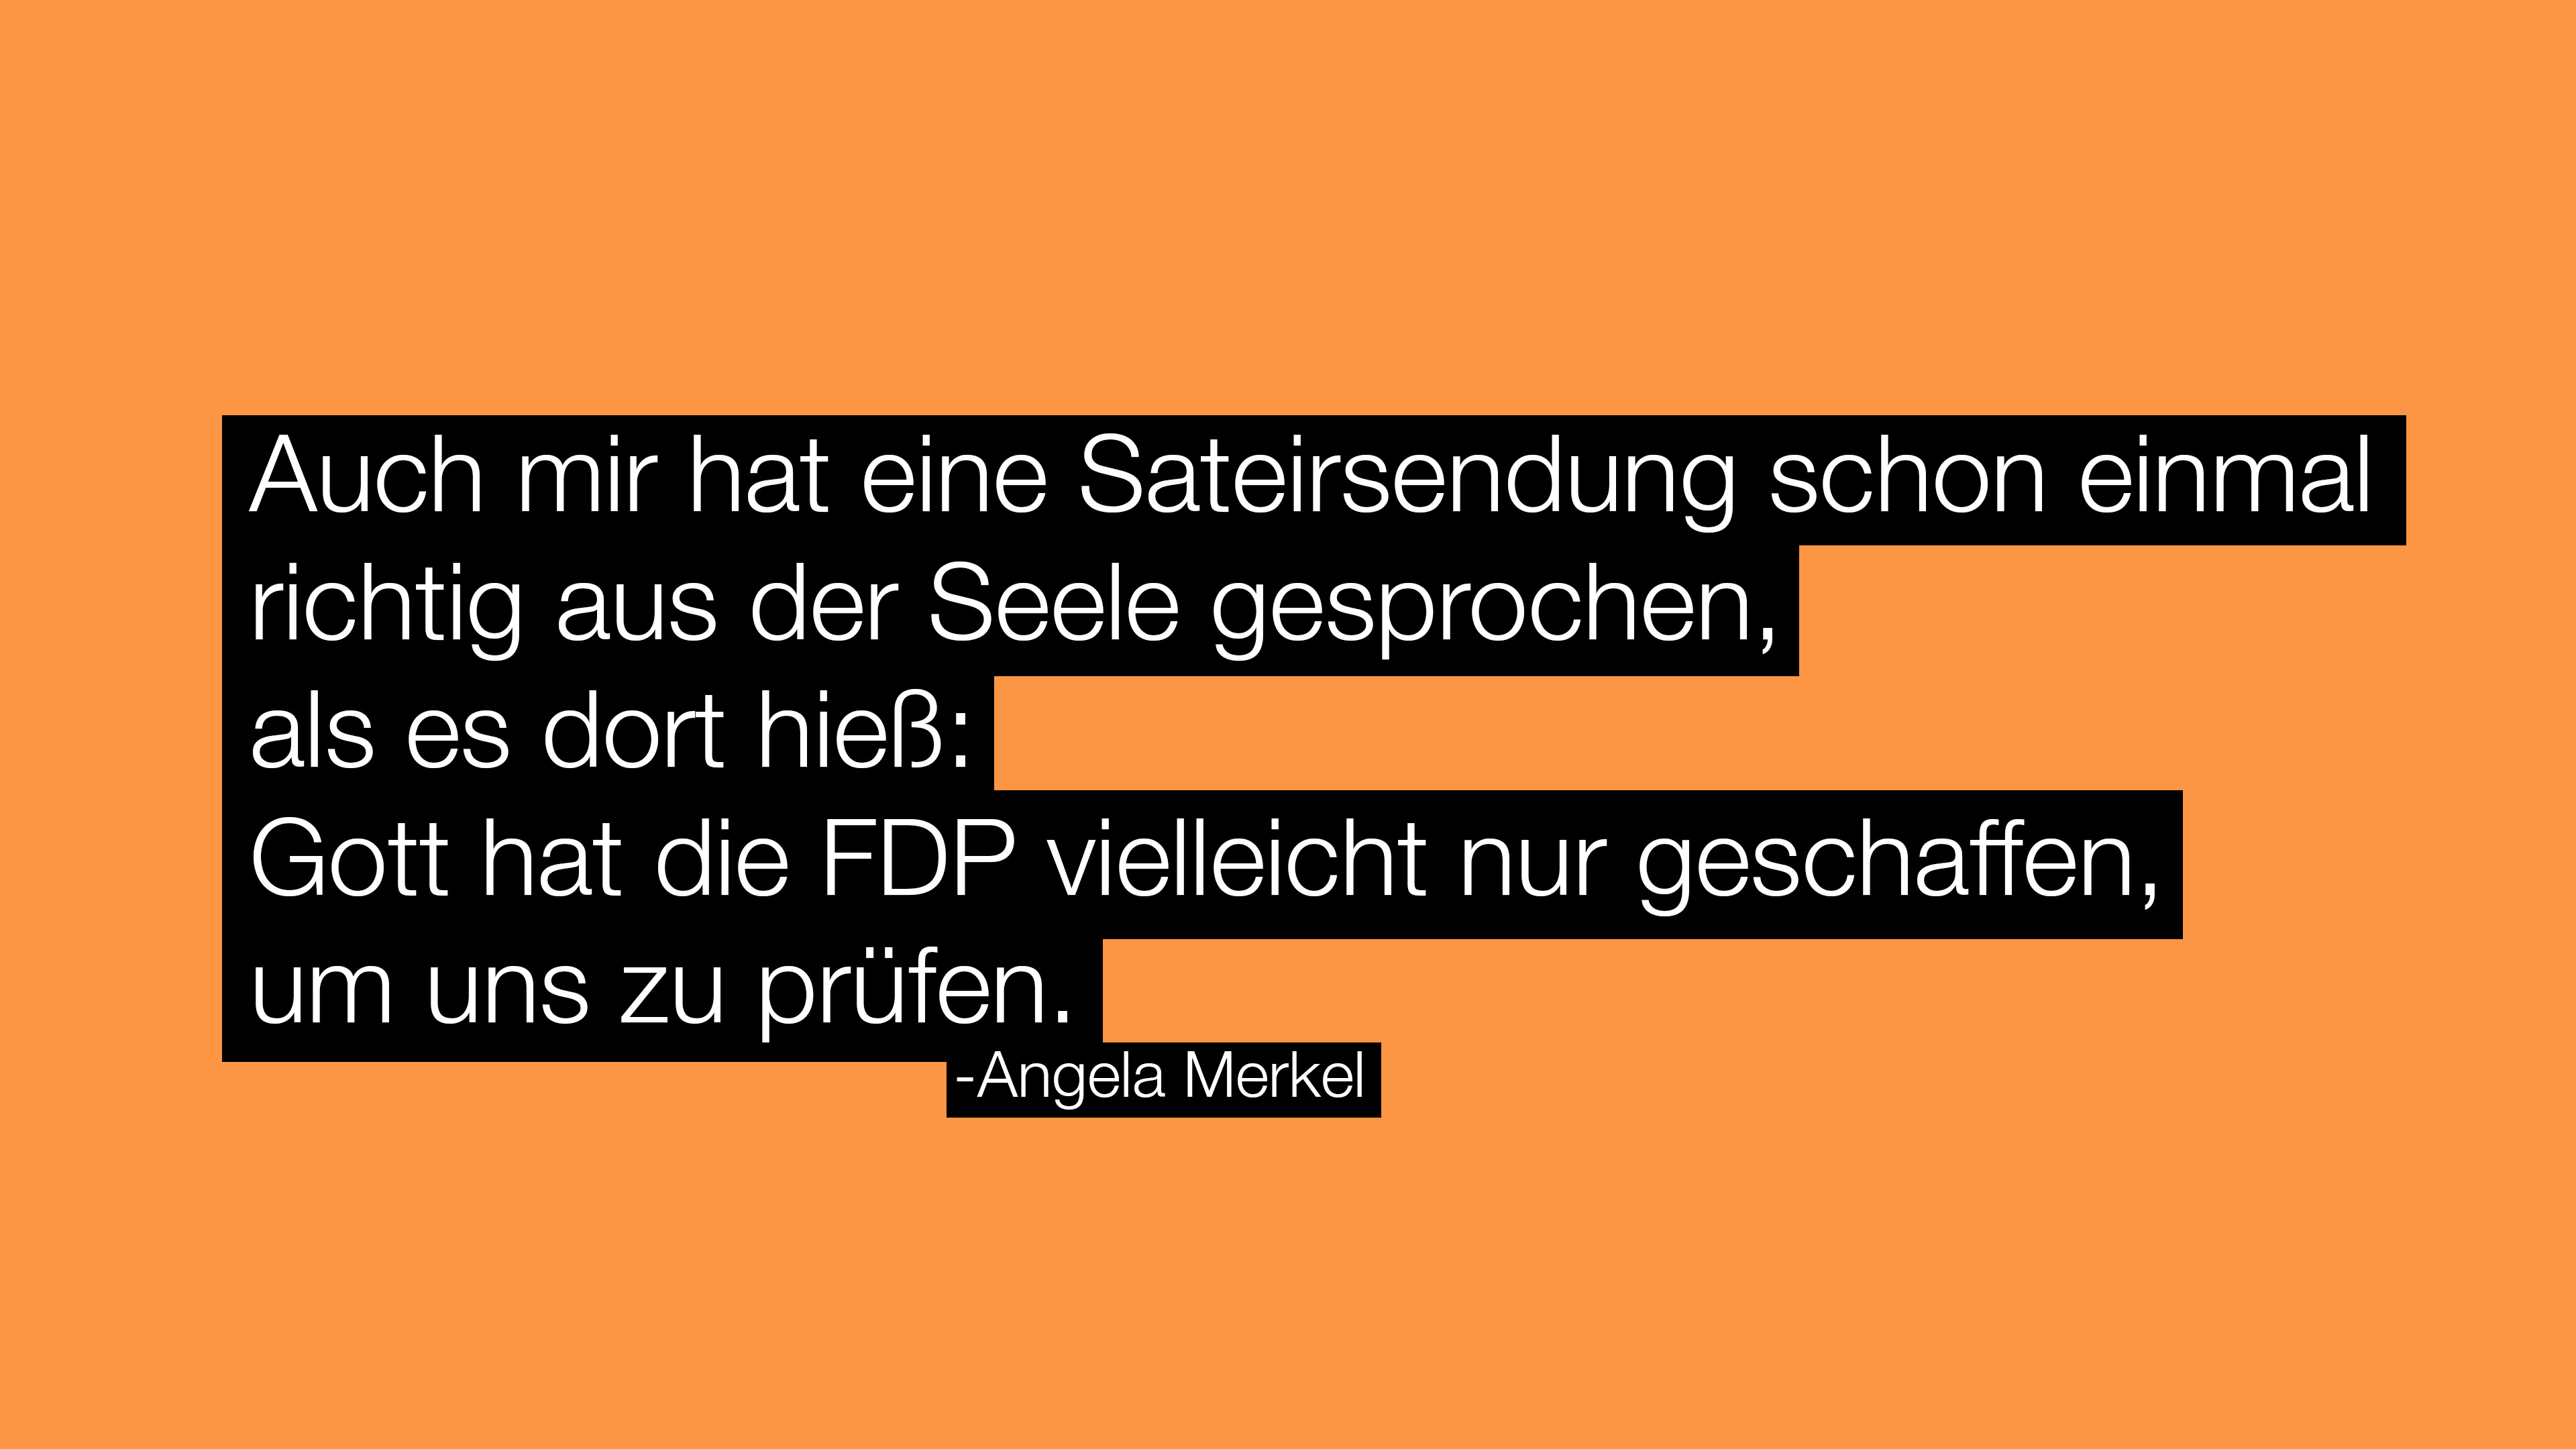 Auch mir hat eine Sateirsendung schon einmal
richtig aus der Seele gesprochen,
als es dort hieß:
Gott hat die FDP vielleicht nur geschaffen,
um uns zu prüfen.
-Angela Merkel